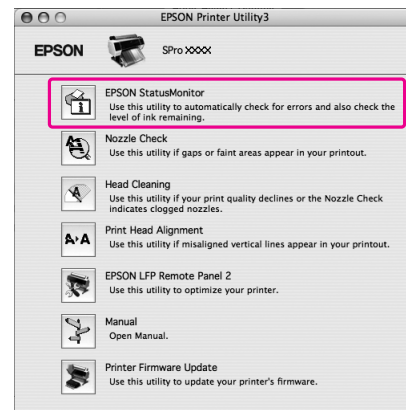 EPSON Printer Utility3
EPSON
SPro XXXX
EPSON StatusMonitor
Use this utility to automatically check for errors and also check the
level of ink remaining.
Nozzle Check
Use this utility if gaps or faint areas appear in your printout.
Head Cleaning
Use this utility if your print quality declines or the Nozzle Check
indicates clogged nozzles.
A›A
Print Head Alignment
Use this utility if misaligned vertical lines appear in your printout.
EPSON LFP Remote Panel 2
Use this utility to optimize your printer.
Manual
Open Manual.
Printer Firmware Update
Use this utility to update your printer's firmware.